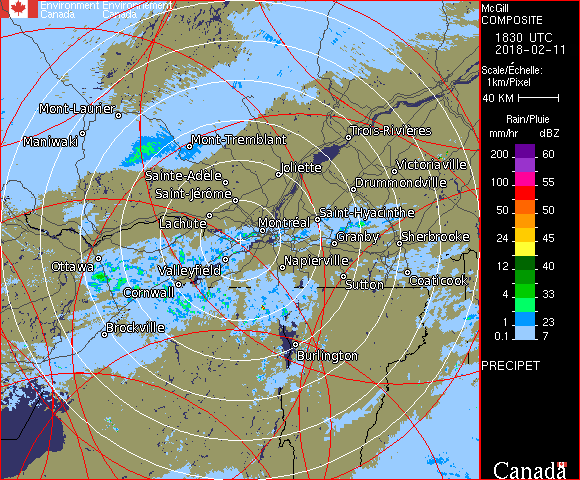 Environment Environnement
Canada Canada
McGill
COMPOSITE
1830 UTC
2018-02-11
Scale/Échelle:
1km/Pixel
40 KM
Rain/Pluie
mm/hr dBZ
200 60
150 57
100 55
50 50
24 45
12 40
4 33
1 23
0.1 7
PRECIPET
Canada
Mont-Laurier
Maniwaki
Mont-Tremblant
Trois-Rivières
Joliette
Victoriaville
Sainte-Adèle
Drummondville
Saint-Jérôme
Lachute
Saint-Hyacinthe
Montréal
Granby
Sherbrooke
Ottawa
Valleyfield
Napierville
Sutton
Coaticook
Cornwall
Brockville
Burlington